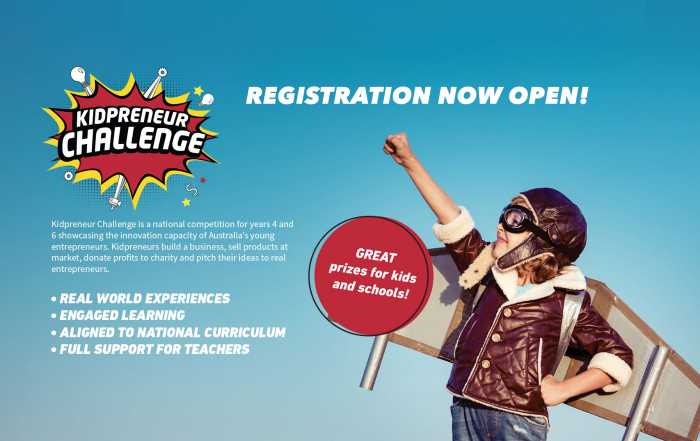 KIDPRENEUR
CHALLENGE
REGISTRATION NOW OPEN!
Kidpreneur Challenge is a national competition for years 4 and
6 showcasing the innovation capacity of Australia's young
entrepreneurs. Kidpreneurs build a business, sell products at
market, donate profits to charity and pitch their ideas to real
entrepreneurs.
• REAL WORLD EXPERIENCES
• ENGAGED LEARNING
• ALIGNED TO NATIONAL CURRICULUM
• FULL SUPPORT FOR TEACHERS
GREAT
prizes for kids
and schools!